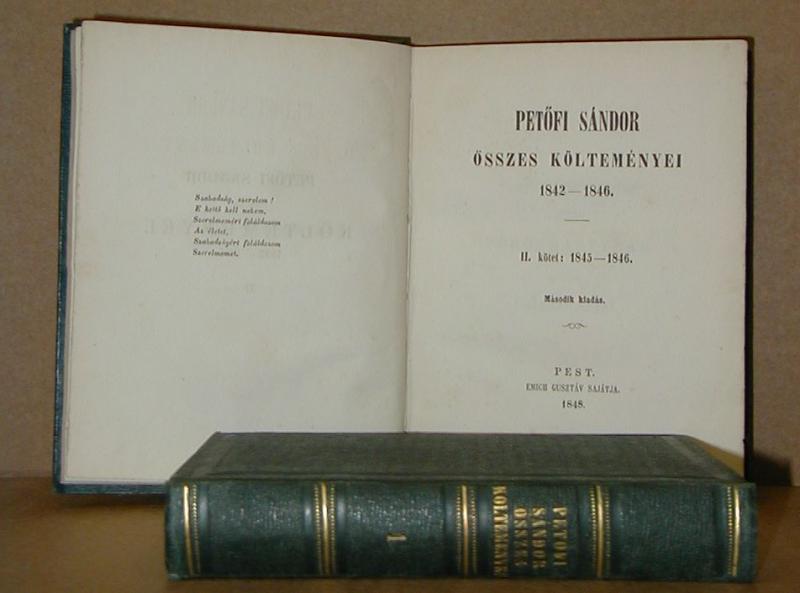 Szabadság, szerelem!
E kettő kell nekem,
Szerelmemért föláldozom
Az életet,
Szabadságért föláldozom
Szerelmemet.
PETŐFI SÁNDOR
ÖSSZES KÖLTEMÉNYEI
1842—1846.
II. kötet: 1845—1846.
Második kiadás.
PEST.
EMICH GUSZTÁV SAJÁTJA.
1848.
PETŐFI
SÁNDOR
ÖSSZES
KÖLTEMÉNYEI
1